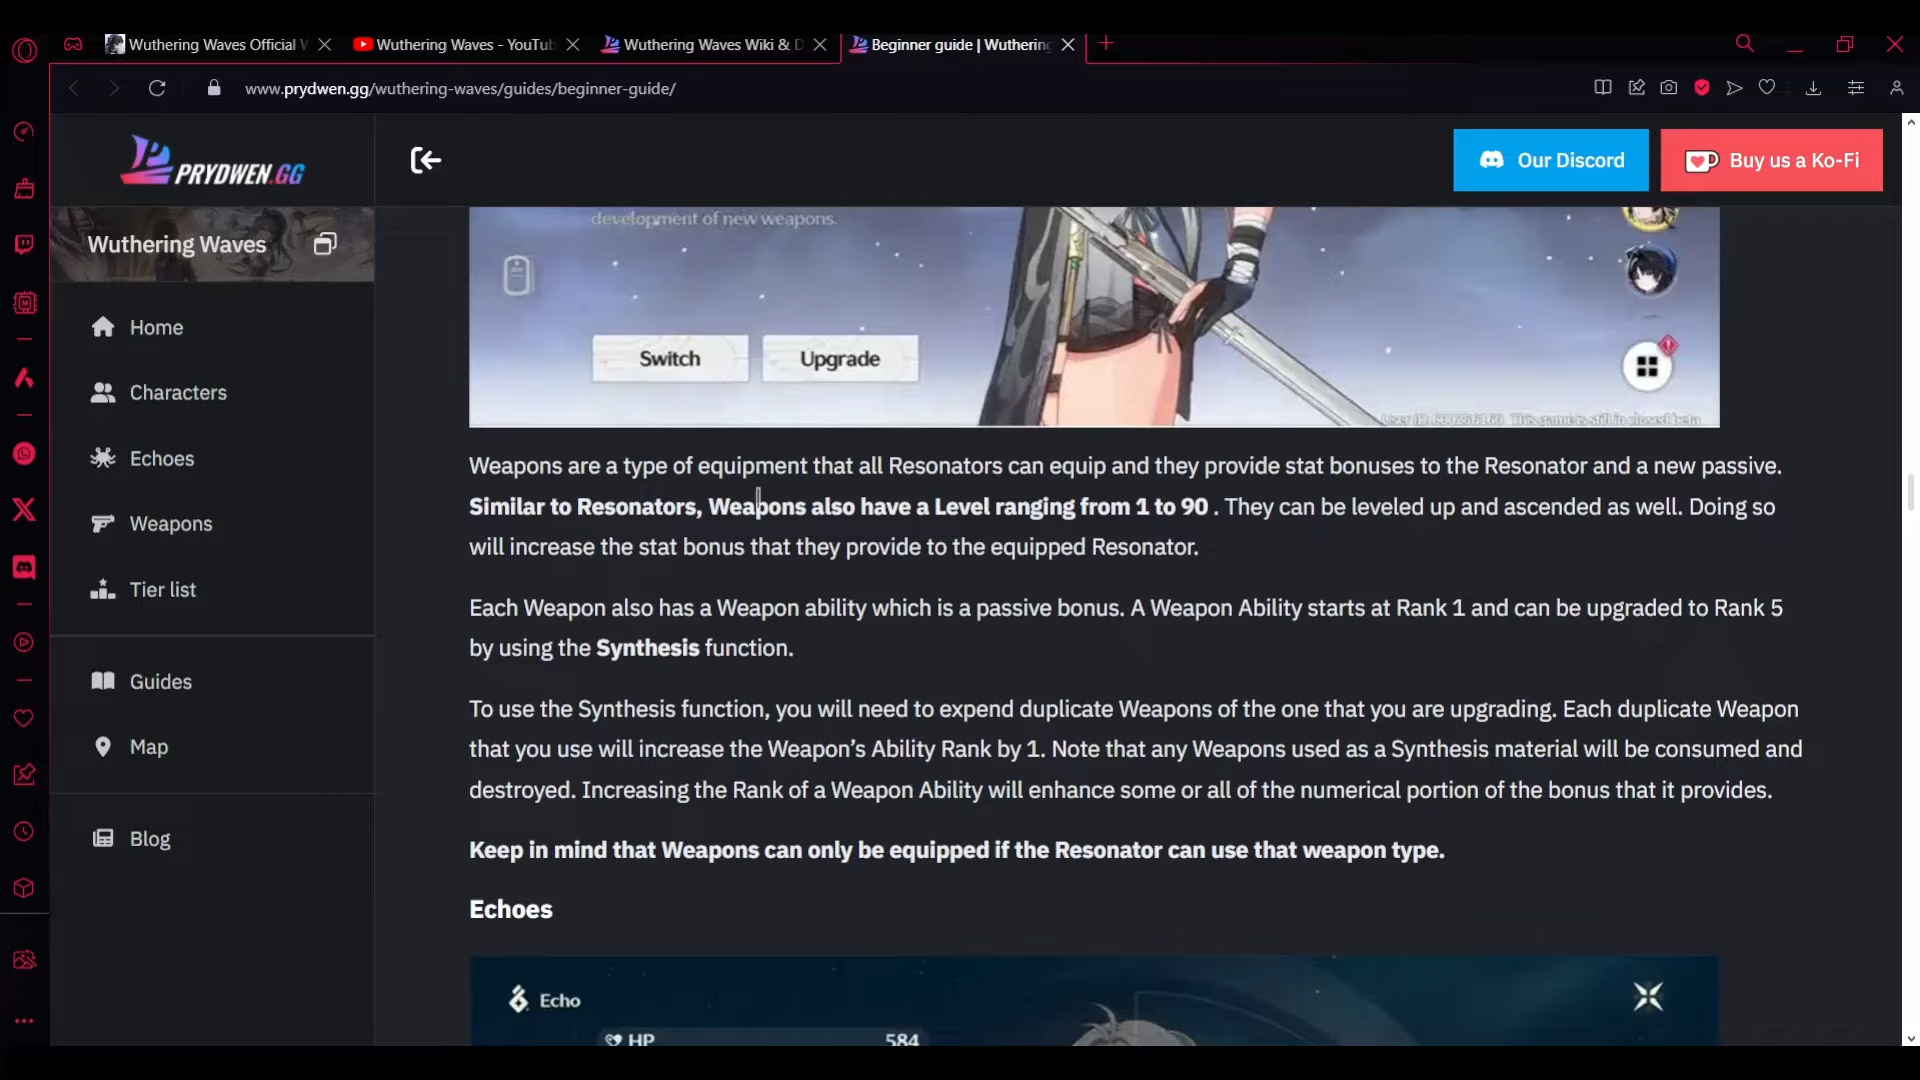 Wuthering Waves Official
Wuthering Waves - YouTub
Wuthering Waves Wiki & D
Beginner guide | Wuthering
www.prydwen.gg/wuthering-waves/guides/beginner-guide/
PRYDWEN.GG
Our Discord
Buy us a Ko-Fi
Wuthering Waves
Home
Characters
Echoes
Weapons
Tier list
Guides
Map
Blog
development of new weapons.
Switch
Upgrade
This game is still in closed beta
Weapons are a type of equipment that all Resonators can equip and they provide stat bonuses to the Resonator and a new passive.
Similar to Resonators, Weapons also have a Level ranging from 1 to 90 . They can be leveled up and ascended as well. Doing so
will increase the stat bonus that they provide to the equipped Resonator.
Each Weapon also has a Weapon ability which is a passive bonus. A Weapon Ability starts at Rank 1 and can be upgraded to Rank 5
by using the Synthesis function.
To use the Synthesis function, you will need to expend duplicate Weapons of the one that you are upgrading. Each duplicate Weapon
that you use will increase the Weapon’s Ability Rank by 1. Note that any Weapons used as a Synthesis material will be consumed and
destroyed. Increasing the Rank of a Weapon Ability will enhance some or all of the numerical portion of the bonus that it provides.
Keep in mind that Weapons can only be equipped if the Resonator can use that weapon type.
Echoes
Echo
HP 584